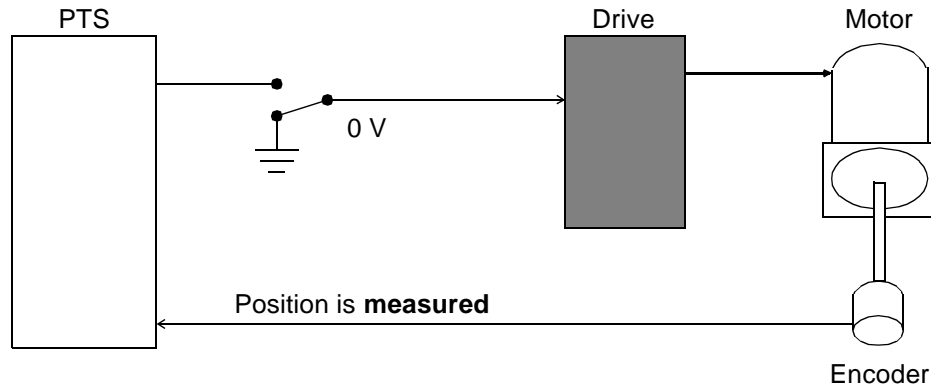 PTS
Drive
Motor
0 V
Position is measured
Encoder